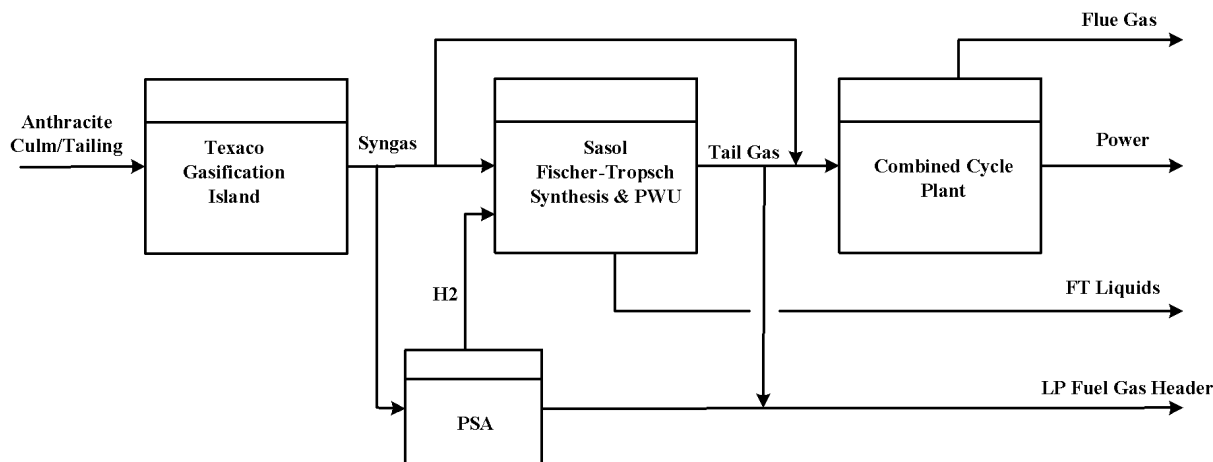 Flue Gas
Anthracite
Culm/Tailing
Texaco
Gasification
Island
Syngas
Sasol
Fischer-Tropsch
Synthesis & PWU
Tail Gas
Combined Cycle
Plant
Power
H2
FT Liquids
PSA
LP Fuel Gas Header